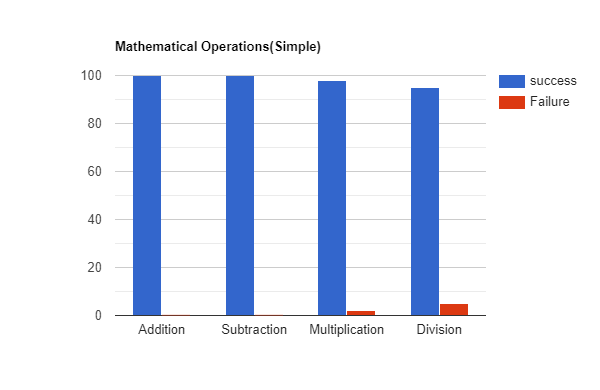 Mathematical Operations(Simple)
100
80
60
40
20
0
Addition Subtraction Multiplication Division
success
Failure